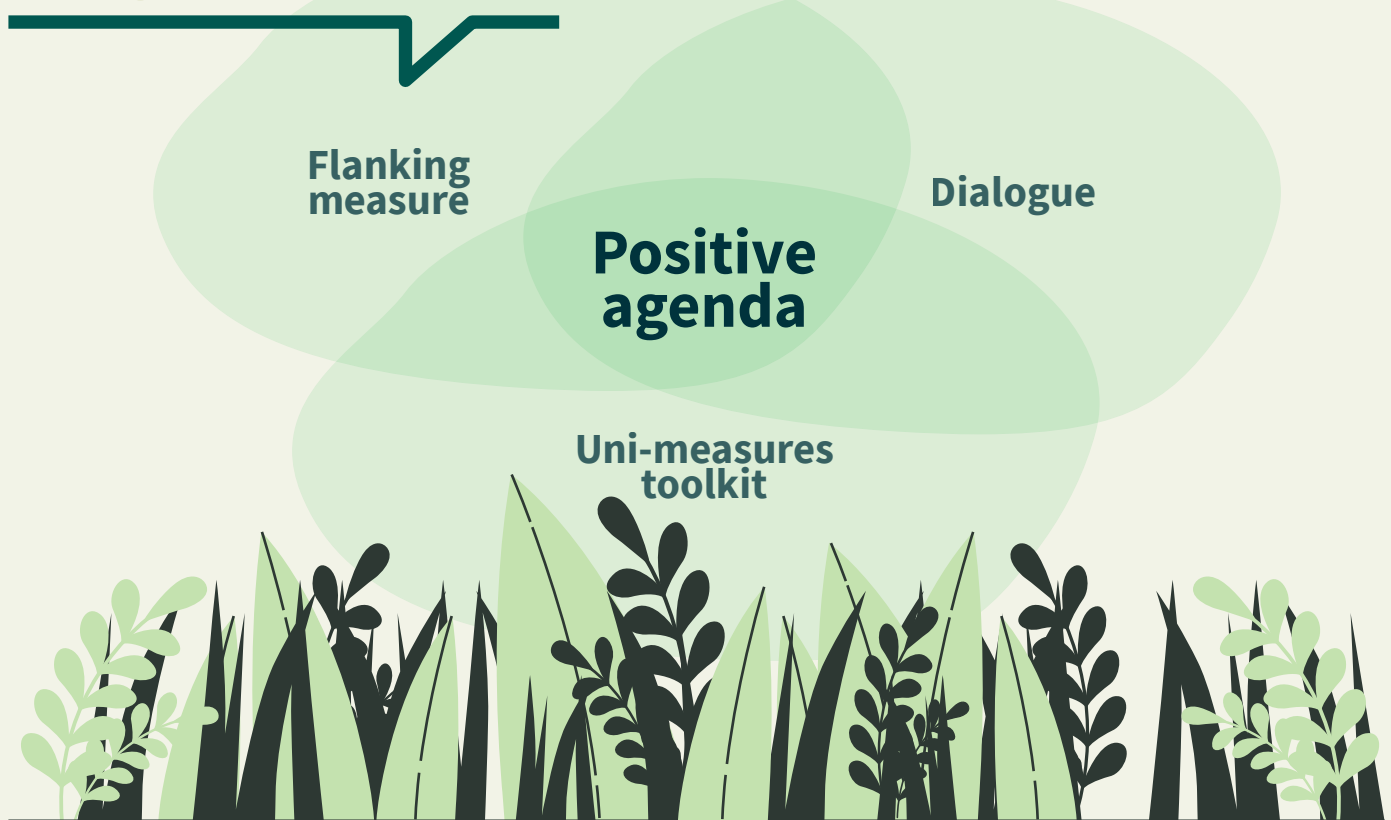 Flanking
measure
Dialogue
Positive
agenda
Uni-measures
toolkit